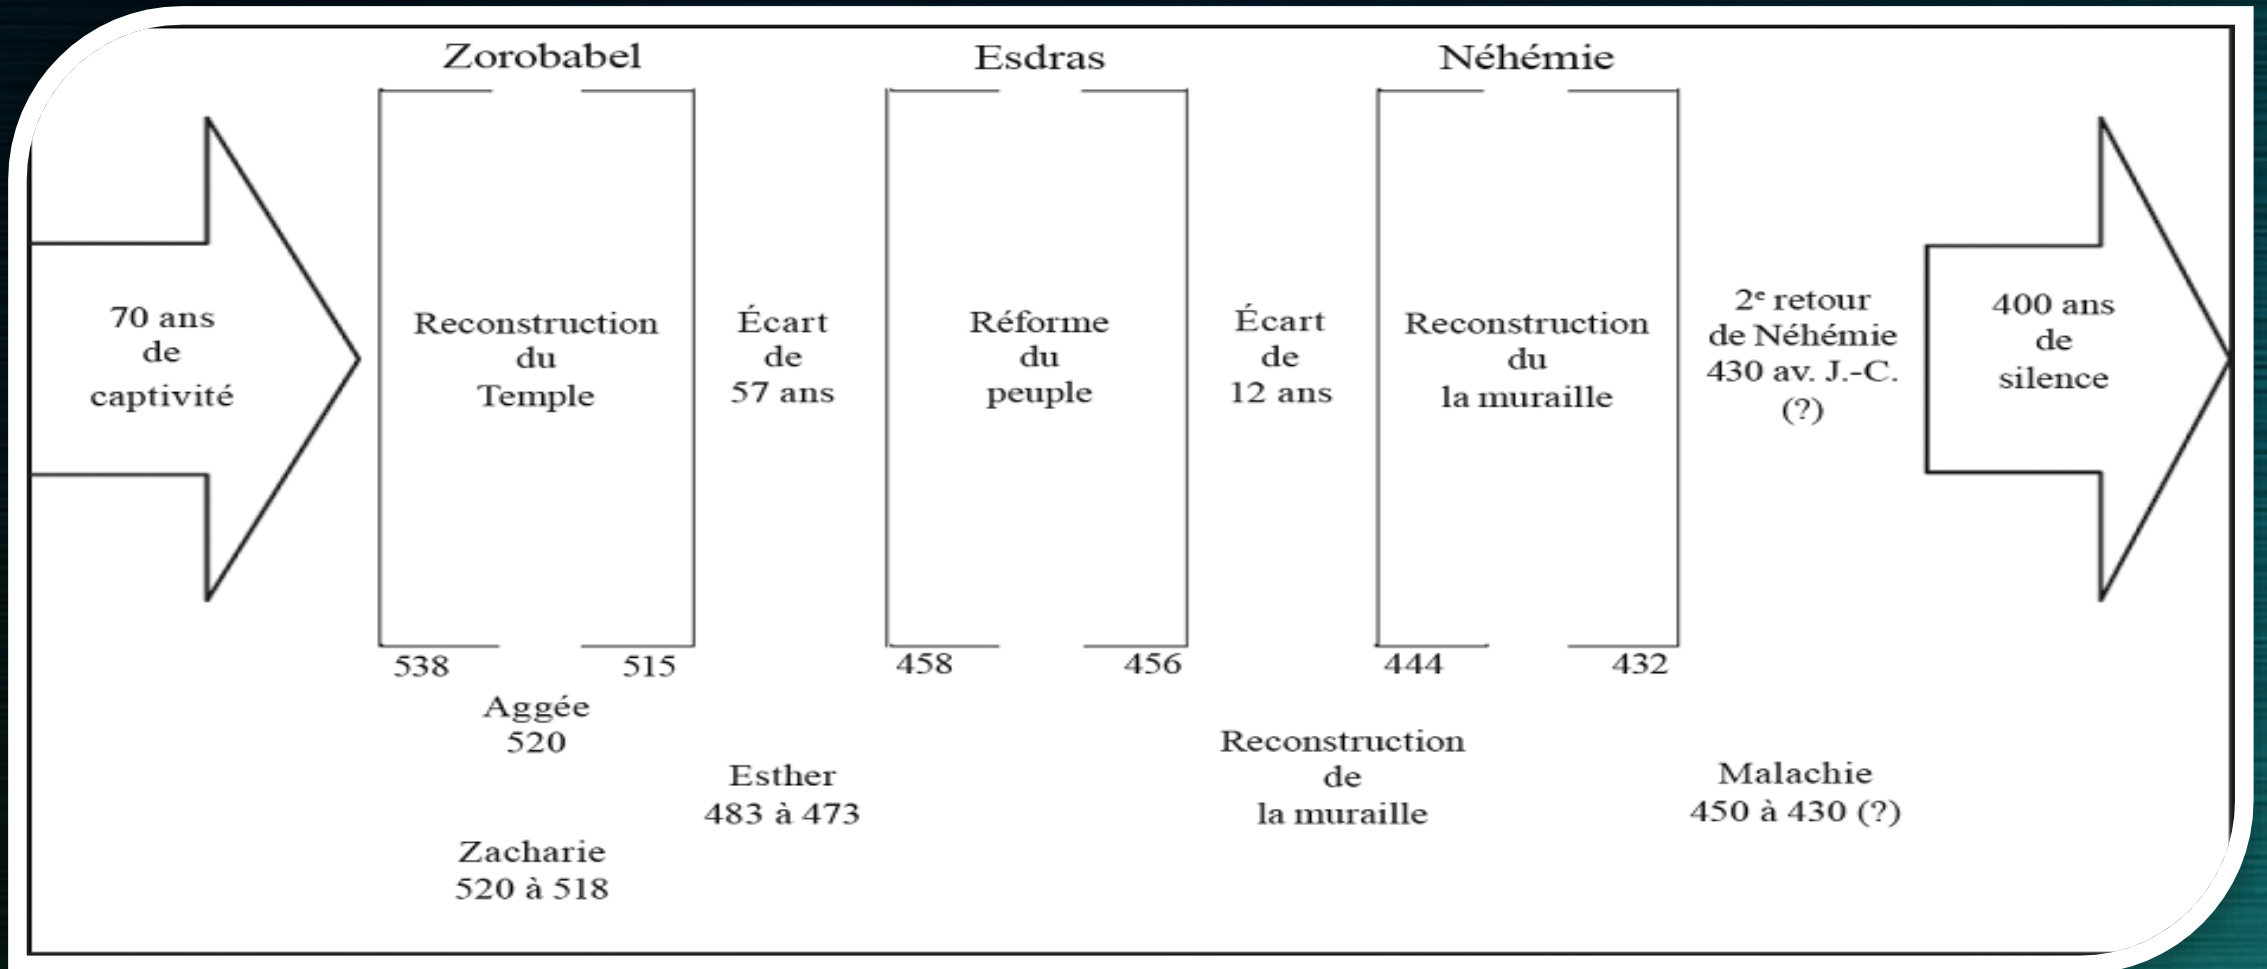 Zorobabel
Esdras
Néhémie
70 ans
de
captivité
Reconstruction
du
Temple
Écart
de
57 ans
Réforme
du
peuple
Écart
de
12 ans
Reconstruction
du
la muraille
2e retour
de Néhémie
430 av. J.-C.
(?)
400 ans
de
silence
538
515
458
456
444
432
Aggée
520
Zacharie
520 à 518
Esther
483 à 473
Reconstruction
de
la muraille
Malachie
450 à 430 (?)